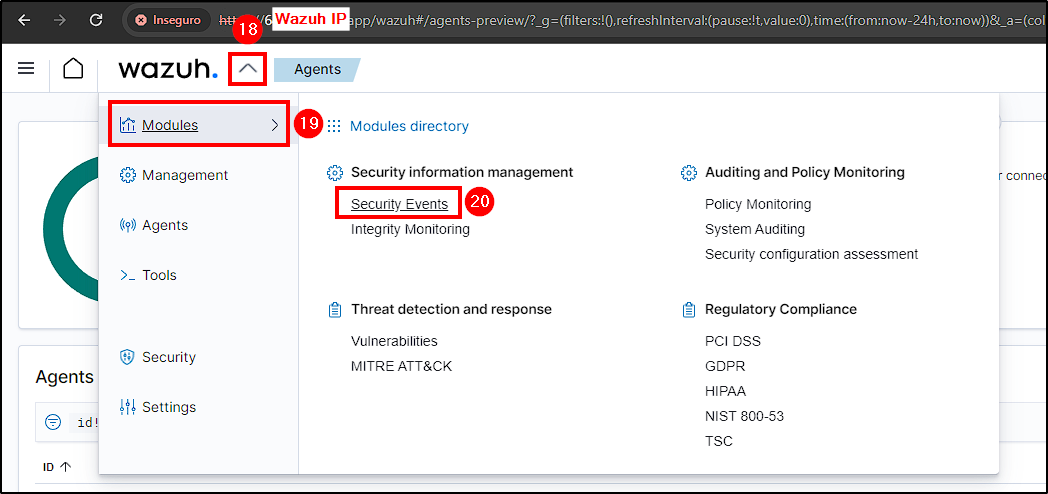 18
Inseguro
https://6 Wazuh IP app/wazuh#/agents-preview/?_g=(filters:!(),refreshInterval:(pause:!t,value:0),time:(from:now-24h,to:now))&_a=(col
wazuh.
Agents
Modules
19
Modules directory
Management
Agents
Tools
Security
Settings
Security information management
Security Events
20
Integrity Monitoring
Auditing and Policy Monitoring
Policy Monitoring
System Auditing
Security configuration assessment
Threat detection and response
Vulnerabilities
MITRE ATT&CK
Regulatory Compliance
PCI DSS
GDPR
HIPAA
NIST 800-53
TSC
r connec
Agents
id!
ID